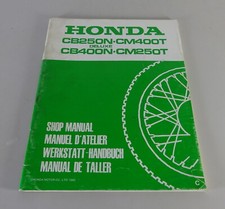 HONDA
CB250N·CM400T
DELUXE
CB400N·CM250T
SHOP MANUAL
MANUEL D'ATELIER
WERKSTATT-HANDBUCH
MANUAL DE TALLER